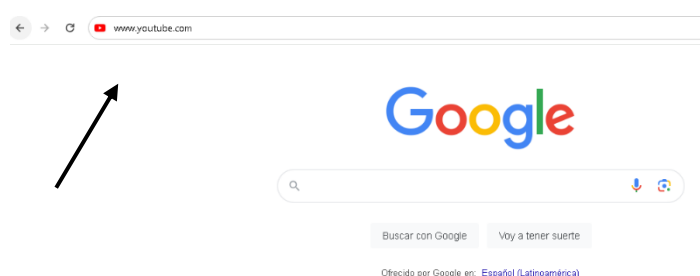 www.youtube.com
Google
Buscar con Google Voy a tener suerte
Ofrecido por Google en: Español (Latinoamérica)